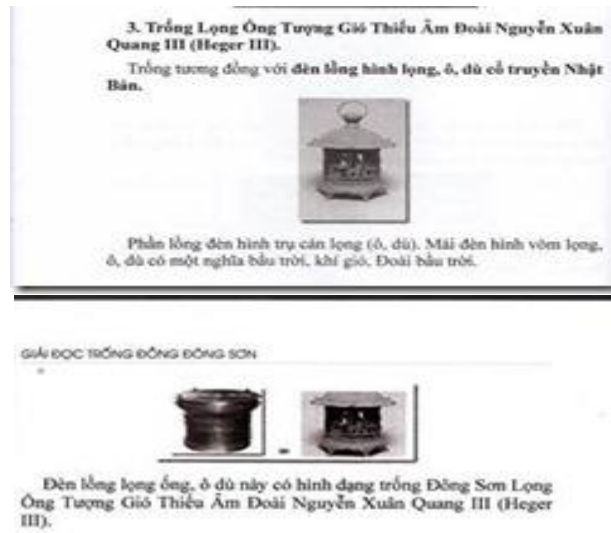 3. Trống Lọng Ống Tượng Gió Thiếu Âm Đoài Nguyễn Xuân
Quang III (Heger III).
Trống tương đồng với đèn lồng hình lọng, ô, dù cổ truyền Nhật
Bản.
Phần lồng đèn hình trụ cán lọng (ô, dù). Mái đèn hình vòm lọng,
ô, dù có một nghĩa bầu trời, khí gió, Đoài bầu trời.
GIẢI ĐỌC TRỐNG ĐỒNG ĐÔNG SƠN
=
Đèn lồng lọng ống, ô dù này có hình dạng trống Đông Sơn Lọng
Ống Tượng Gió Thiếu Âm Đoài Nguyễn Xuân Quang III (Heger
III).